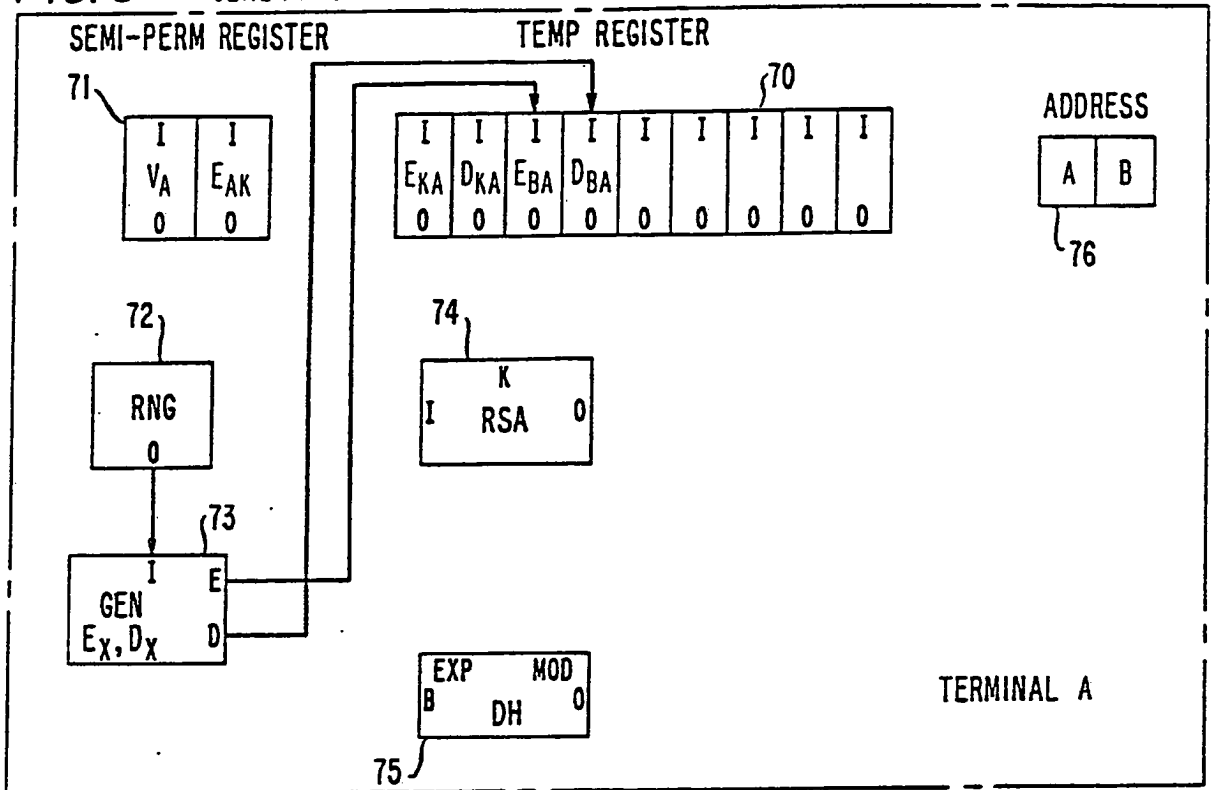 SEMI-PERM REGISTER
TEMP REGISTER
71
70
ADDRESS
I I
V_A E_AK
0 0
I I I I I I I I I
E_KA D_KA E_BA D_BA
0 0 0 0 0 0 0 0 0
A B
76
72
RNG
0
74
K
I RSA 0
73
I E
GEN
E_X, D_X D
EXP MOD
B DH 0
75
TERMINAL A